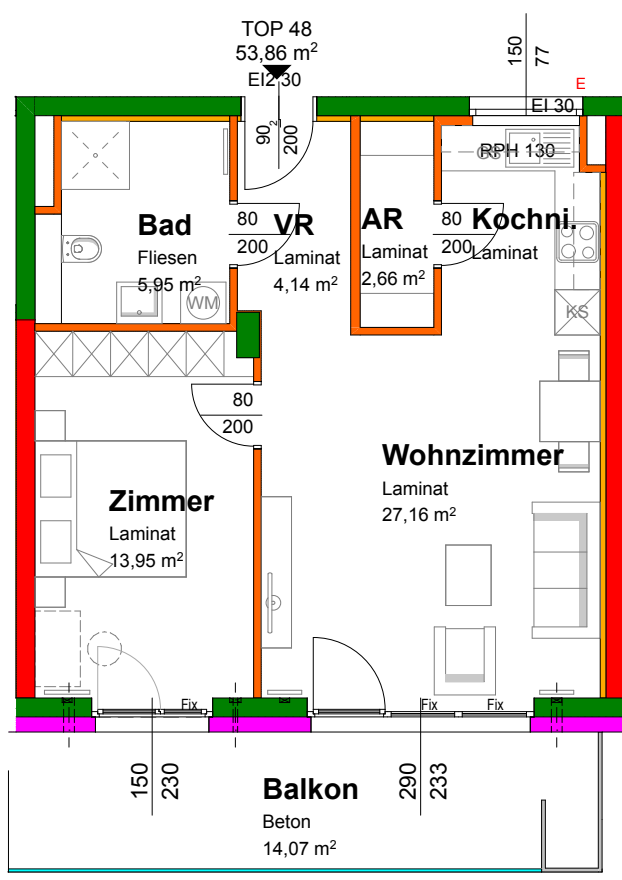 TOP 48
53,86 m²
EI2 30
150
77
E
EI 30
90₂
200
RPH 130
GS
Bad
Fliesen
5,95 m²
80
200
VR
Laminat
4,14 m²
AR
Laminat
2,66 m²
80
200
Kochni.
Laminat
WM
KS
80
200
Wohnzimmer
Laminat
27,16 m²
Zimmer
Laminat
13,95 m²
Fix
Fix
Fix
150
230
290
233
Balkon
Beton
14,07 m²